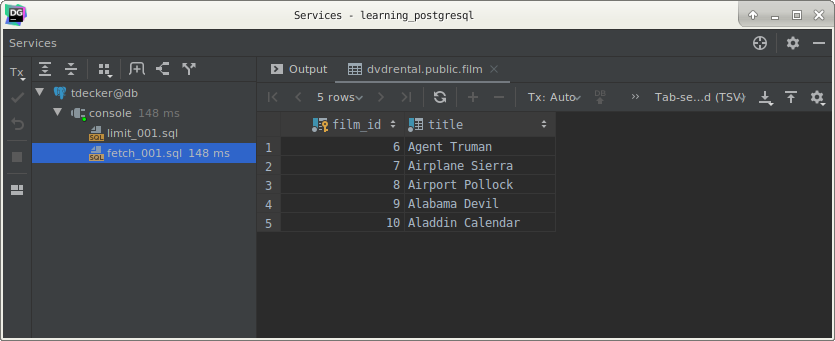 DG
Services - learning_postgresql
Services
Tx
tdecker@db
console 148 ms
limit_001.sql
fetch_001.sql 148 ms
Output
dvdrental.public.film
5 rows
Tx: Auto
DB
Tab-se...d (TSV)
film_id title
1 6 Agent Truman
2 7 Airplane Sierra
3 8 Airport Pollock
4 9 Alabama Devil
5 10 Aladdin Calendar
SQL
SQL